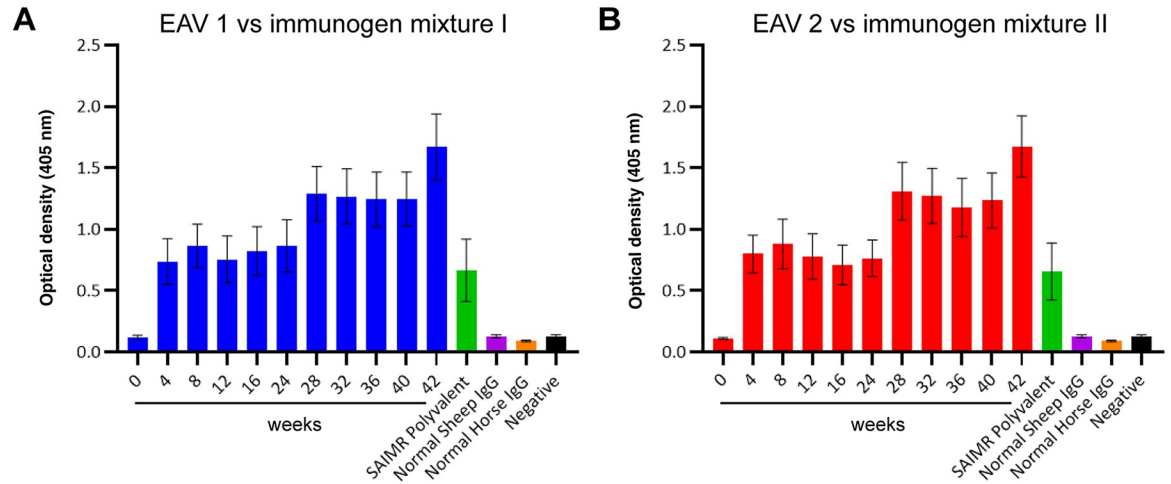 A
EAV 1 vs immunogen mixture I
Optical density (405 nm)
2.5
2.0
1.5
1.0
0.5
0.0
0
4
8
12
16
24
28
32
36
40
42
SAIMR Polyvalent
Normal Sheep IgG
Normal Horse IgG
Negative
weeks
B
EAV 2 vs immunogen mixture II
Optical density (405 nm)
2.5
2.0
1.5
1.0
0.5
0.0
0
4
8
12
16
24
28
32
36
40
42
SAIMR Polyvalent
Normal Sheep IgG
Normal Horse IgG
Negative
weeks